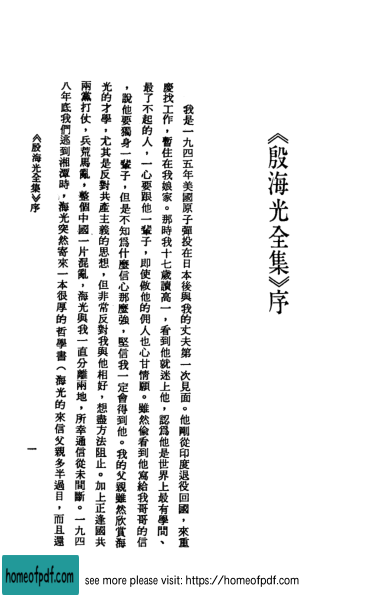 《殷海光全集》序
我是一九四五年美國原子彈投在日本後與我的丈夫第一次見面。他剛從印度退役回國，來重
慶找工作，暫住在我娘家。那時我十七歲讀高一，看到他就迷上他，認爲他是世界上最有學問、
最了不起的人，一心要跟他一輩子，即使做他的佣人也心甘情願。雖然偷看到他寫給我哥哥的信
，說他要獨身一輩子，但是不知爲什麼信心那麼強，堅信我一定會得到他。我的父親雖然欣賞海
光的才學，尤其是反對共產主義的思想，但非常反對我與他相好，想盡方法阻止。加上正逢國共
兩黨打仗，兵荒馬亂，整個中國一片混亂，海光與我一直分離兩地，所幸通信從未間斷。一九四
八年底我們逃到湘潭時，海光突然寄來一本很厚的哲學書（海光的來信父親多半過目，而且還
《殷海光全集》序
一
homeofpdf.com
see more please visit: https://homeofpdf.com